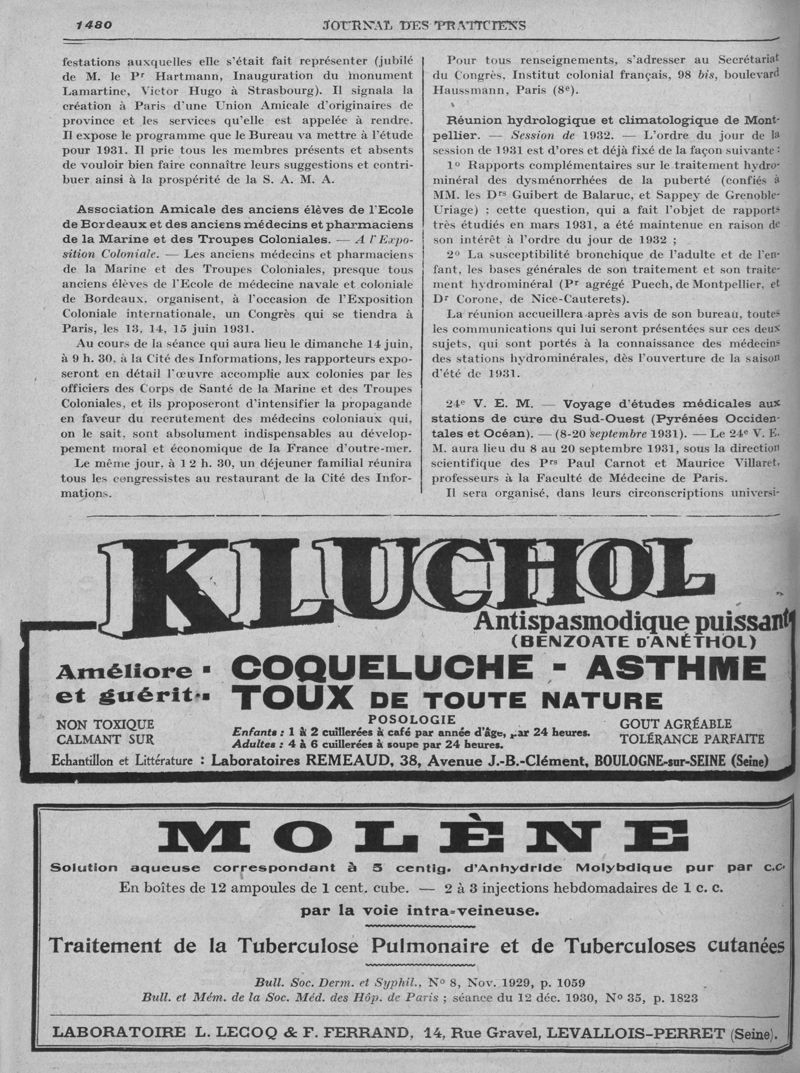 1480
JOURNAL DES PRATICIENS
festations auxquelles elle s'était fait représenter (jubilé
de M. le Pr Hartmann, Inauguration du monument
Lamartine, Victor Hugo à Strasbourg). Il signala la
création à Paris d'une Union Amicale d'originaires de
province et les services qu'elle est appelée à rendre.
Il expose le programme que le Bureau va mettre à l'étude
pour 1931. Il prie tous les membres présents et absents
de vouloir bien faire connaître leurs suggestions et contri-
buer ainsi à la prospérité de la S. A. M. A.
Association Amicale des anciens élèves de l'Ecole
de Bordeaux et des anciens médecins et pharmaciens
de la Marine et des Troupes Coloniales. — A l'Expo-
sition Coloniale. — Les anciens médecins et pharmaciens
de la Marine et des Troupes Coloniales, presque tous
anciens élèves de l'Ecole de médecine navale et coloniale
de Bordeaux, organisent, à l'occasion de l'Exposition
Coloniale internationale, un Congrès qui se tiendra à
Paris, les 13, 14, 15 juin 1931.
Au cours de la séance qui aura lieu le dimanche 14 juin,
à 9 h. 30, à la Cité des Informations, les rapporteurs expo-
seront en détail l'œuvre accomplie aux colonies par les
officiers des Corps de Santé de la Marine et des Troupes
Coloniales, et ils proposeront d'intensifier la propagande
en faveur du recrutement des médecins coloniaux qui,
on le sait, sont absolument indispensables au dévelop-
pement moral et économique de la France d'outre-mer.
Le même jour, à 12 h. 30, un déjeuner familial réunira
tous les congressistes au restaurant de la Cité des Infor-
mations.
Pour tous renseignements, s'adresser au Secrétariat
du Congrès, Institut colonial français, 98 bis, boulevard
Haussmann, Paris (8e).
Réunion hydrologique et climatologique de Mont-
pellier. — Session de 1932. — L'ordre du jour de la
session de 1931 est d'ores et déjà fixé de la façon suivante :
1o Rapports complémentaires sur le traitement hydro-
minéral des dysménorrhées de la puberté (confiés à
MM. les Drs Guibert de Balaruc, et Sappey de Grenoble-
Uriage) ; cette question, qui a fait l'objet de rapports
très étudiés en mars 1931, a été maintenue en raison de
son intérêt à l'ordre du jour de 1932 ;
2o La susceptibilité bronchique de l'adulte et de l'en-
fant, les bases générales de son traitement et son traite-
ment hydrominéral (Pr agrégé Puech, de Montpellier, et
Dr Corone, de Nice-Cauterets).
La réunion accueillera après avis de son bureau, toutes
les communications qui lui seront présentées sur ces deux
sujets, qui sont portés à la connaissance des médecins
des stations hydrominérales, dès l'ouverture de la saison
d'été de 1931.
24e V. E. M. — Voyage d'études médicales aux
stations de cure du Sud-Ouest (Pyrénées Occiden-
tales et Océan). — (8-20 septembre 1931). — Le 24e V. E.
M. aura lieu du 8 au 20 septembre 1931, sous la direction
scientifique des Prs Paul Carnot et Maurice Villaret,
professeurs à la Faculté de Médecine de Paris.
Il sera organisé, dans leurs circonscriptions universi-
KLUCHOL
Antispasmodique puissant
(BENZOATE D'ANÉTHOL)
Améliore
et guérit
COQUELUCHE - ASTHME
TOUX DE TOUTE NATURE
NON TOXIQUE
CALMANT SUR
POSOLOGIE
Enfants : 1 à 2 cuillerées à café par année d'âge, par 24 heures.
Adultes : 4 à 6 cuillerées à soupe par 24 heures.
GOUT AGRÉABLE
TOLÉRANCE PARFAITE
Echantillon et Littérature : Laboratoires REMEAUD, 38, Avenue J.-B.-Clément, BOULOGNE-sur-SEINE (Seine)
MOLÈNE
Solution aqueuse correspondant à 5 centig. d'Anhydride Molybdique pur par c.c.
En boîtes de 12 ampoules de 1 cent. cube. — 2 à 3 injections hebdomadaires de 1 c. c.
par la voie intra-veineuse.
Traitement de la Tuberculose Pulmonaire et de Tuberculoses cutanées
Bull. Soc. Derm. et Syphil., No 8, Nov. 1929, p. 1059
Bull. et Mém. de la Soc. Méd. des Hôp. de Paris ; séance du 12 déc. 1930, No 35, p. 1823
LABORATOIRE L. LECOQ & F. FERRAND, 14, Rue Gravel, LEVALLOIS-PERRET (Seine).